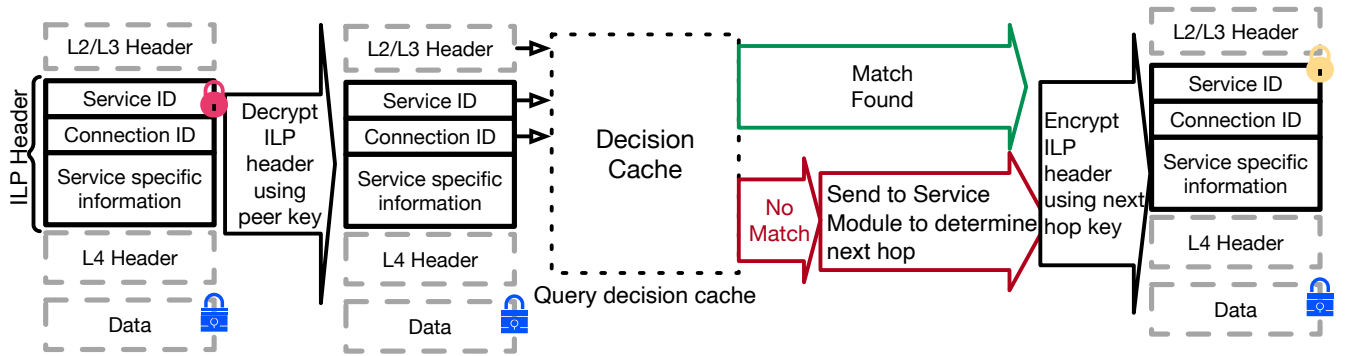 ILP Header
L2/L3 Header
Service ID
Connection ID
Service specific
information
L4 Header
Data
Decrypt
ILP
header
using
peer key
L2/L3 Header
Service ID
Connection ID
Service specific
information
L4 Header
Data
Decision
Cache
Query decision cache
Match
Found
No
Match
Send to Service
Module to determine
next hop
Encrypt
ILP
header
using next
hop key
L2/L3 Header
Service ID
Connection ID
Service specific
information
L4 Header
Data